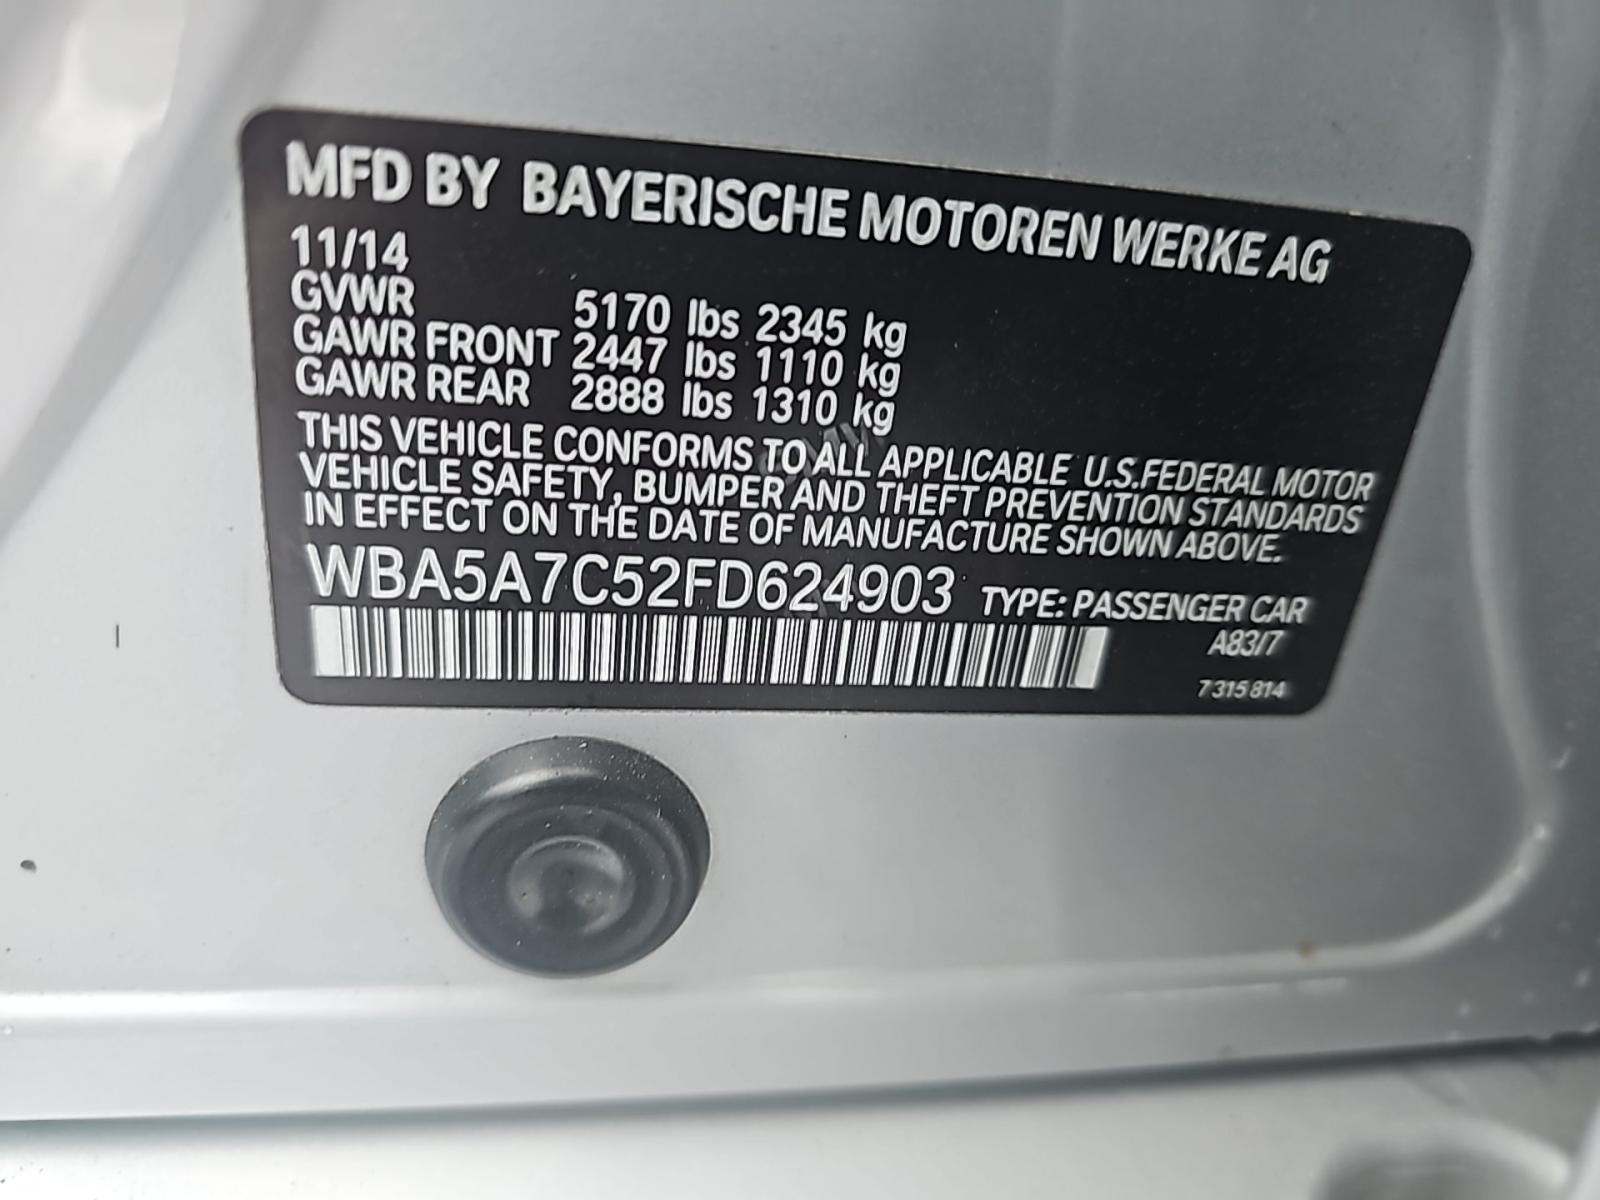 MFD BY BAYERISCHE MOTOREN WERKE AG
11/14
GVWR 5170 lbs 2345 kg
GAWR FRONT 2447 lbs 1110 kg
GAWR REAR 2888 lbs 1310 kg
THIS VEHICLE CONFORMS TO ALL APPLICABLE U.S.FEDERAL MOTOR
VEHICLE SAFETY, BUMPER AND THEFT PREVENTION STANDARDS
IN EFFECT ON THE DATE OF MANUFACTURE SHOWN ABOVE.
WBA5A7C52FD624903 TYPE: PASSENGER CAR
A83/7
7 315 814